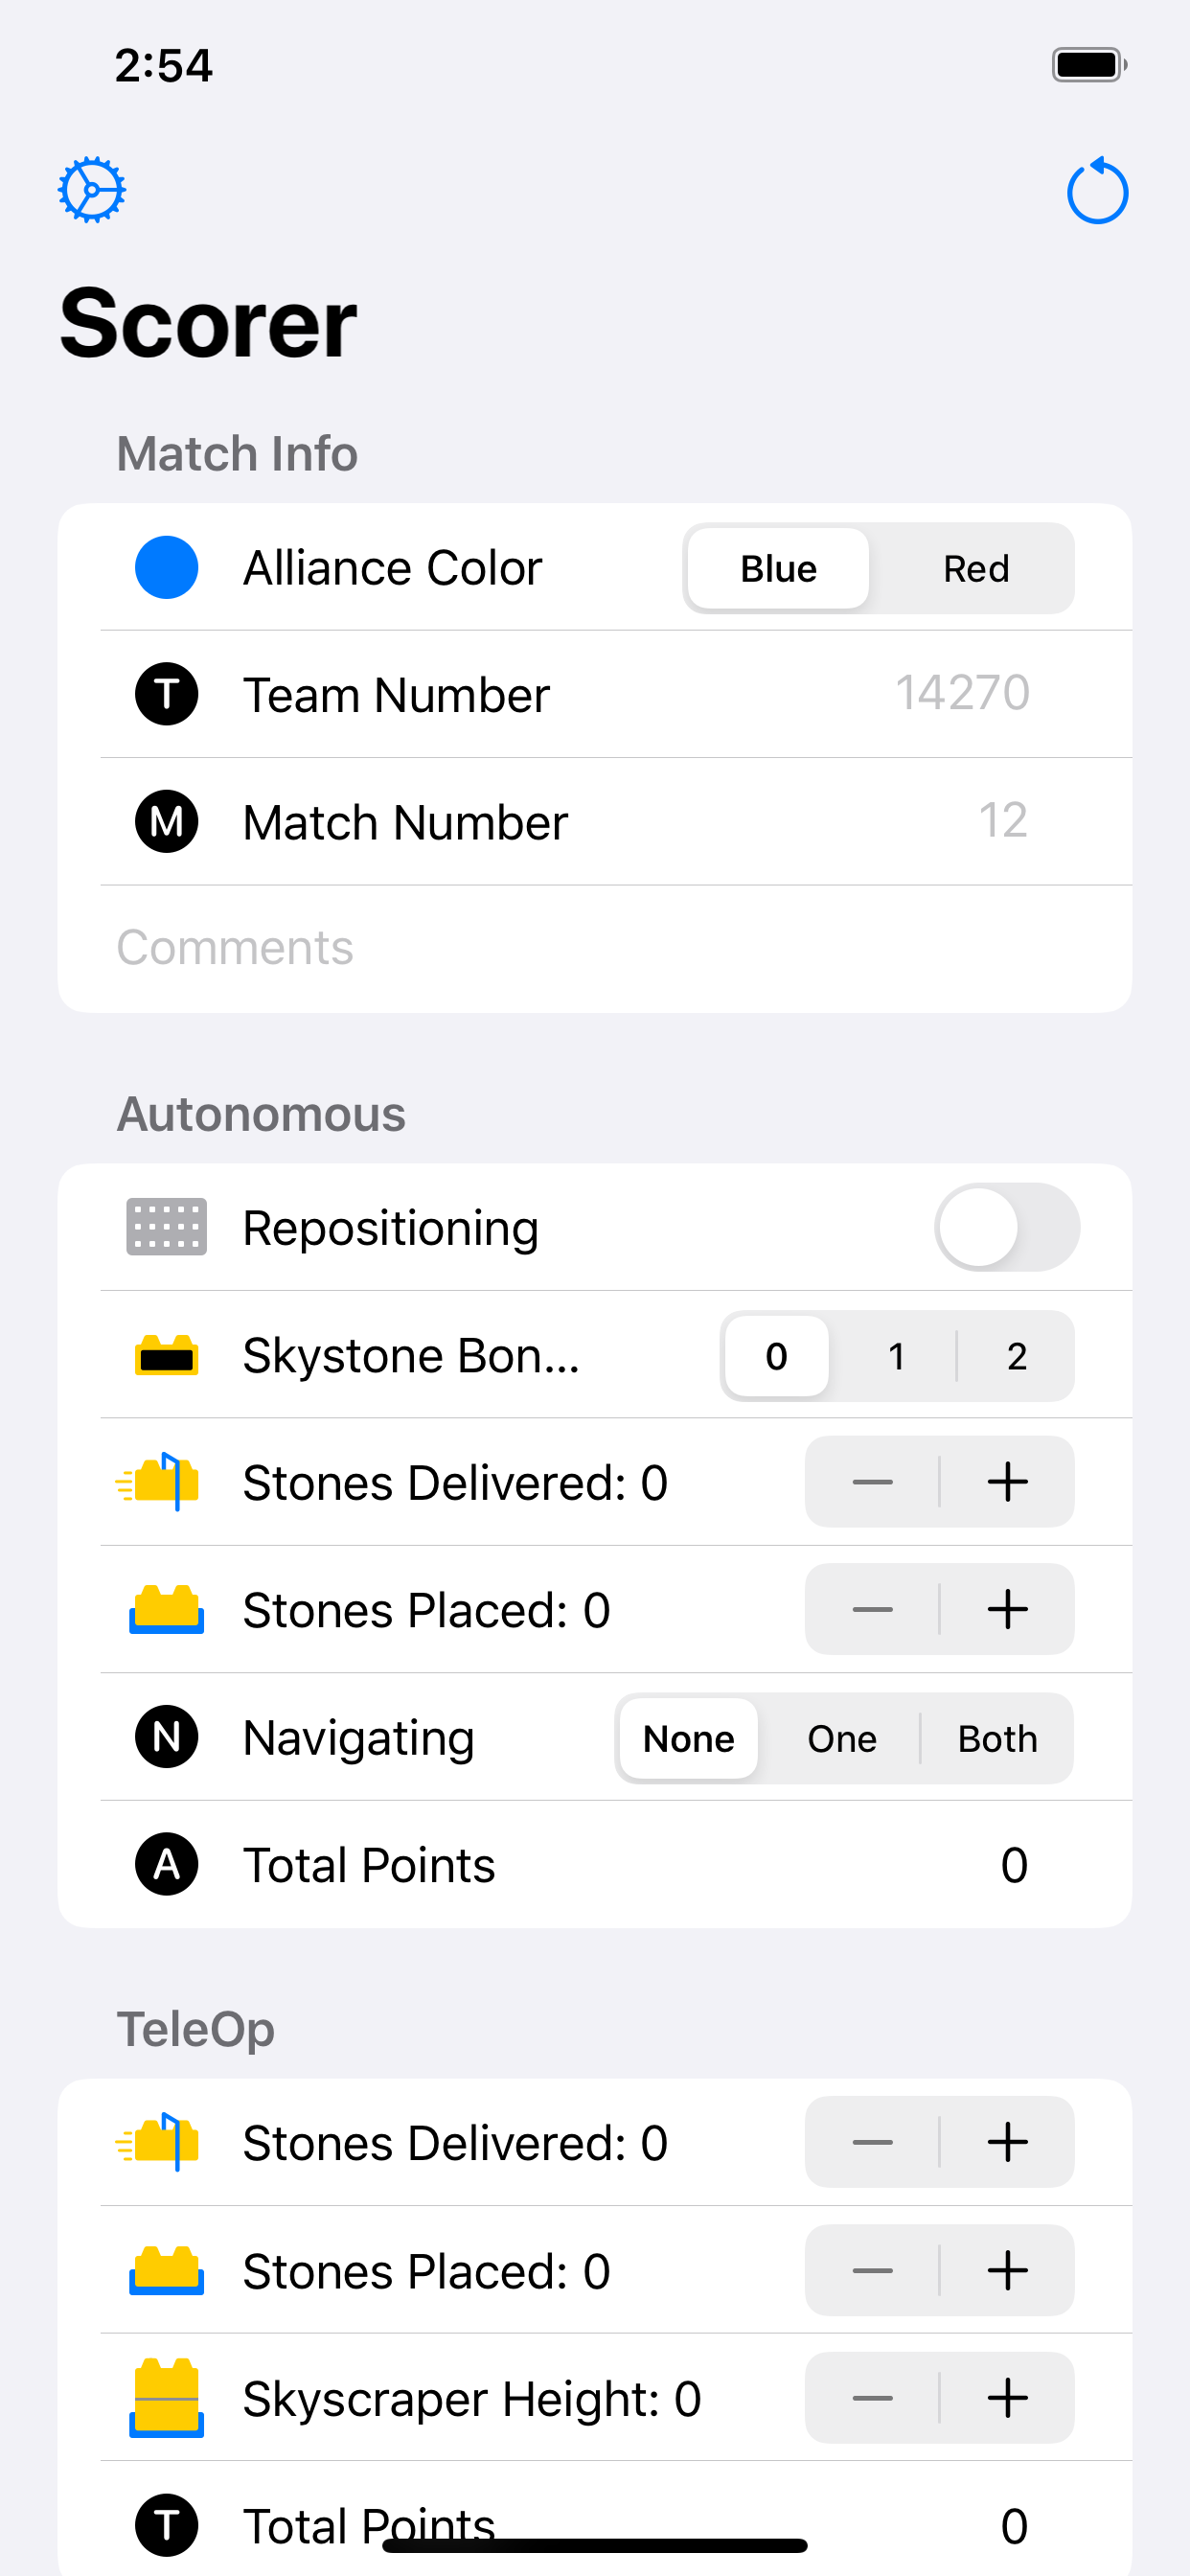 2:54
Scorer
Match Info
Alliance Color Blue Red
T Team Number 14270
M Match Number 12
Comments
Autonomous
Repositioning
Skystone Bon... 0 1 2
Stones Delivered: 0 — +
Stones Placed: 0 — +
N Navigating None One Both
A Total Points 0
TeleOp
Stones Delivered: 0 — +
Stones Placed: 0 — +
Skyscraper Height: 0 — +
T Total Points 0